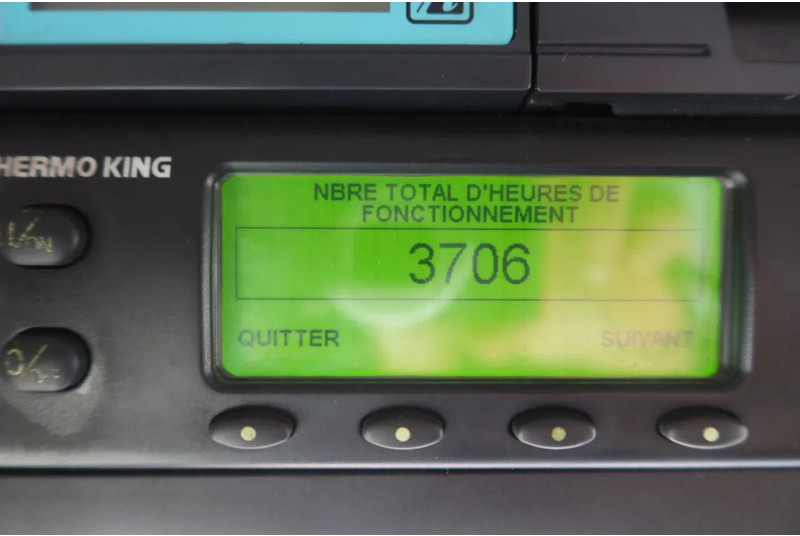 HERMO KING
NBRE TOTAL D'HEURES DE
FONCTIONNEMENT
3706
QUITTER
SUIVANT